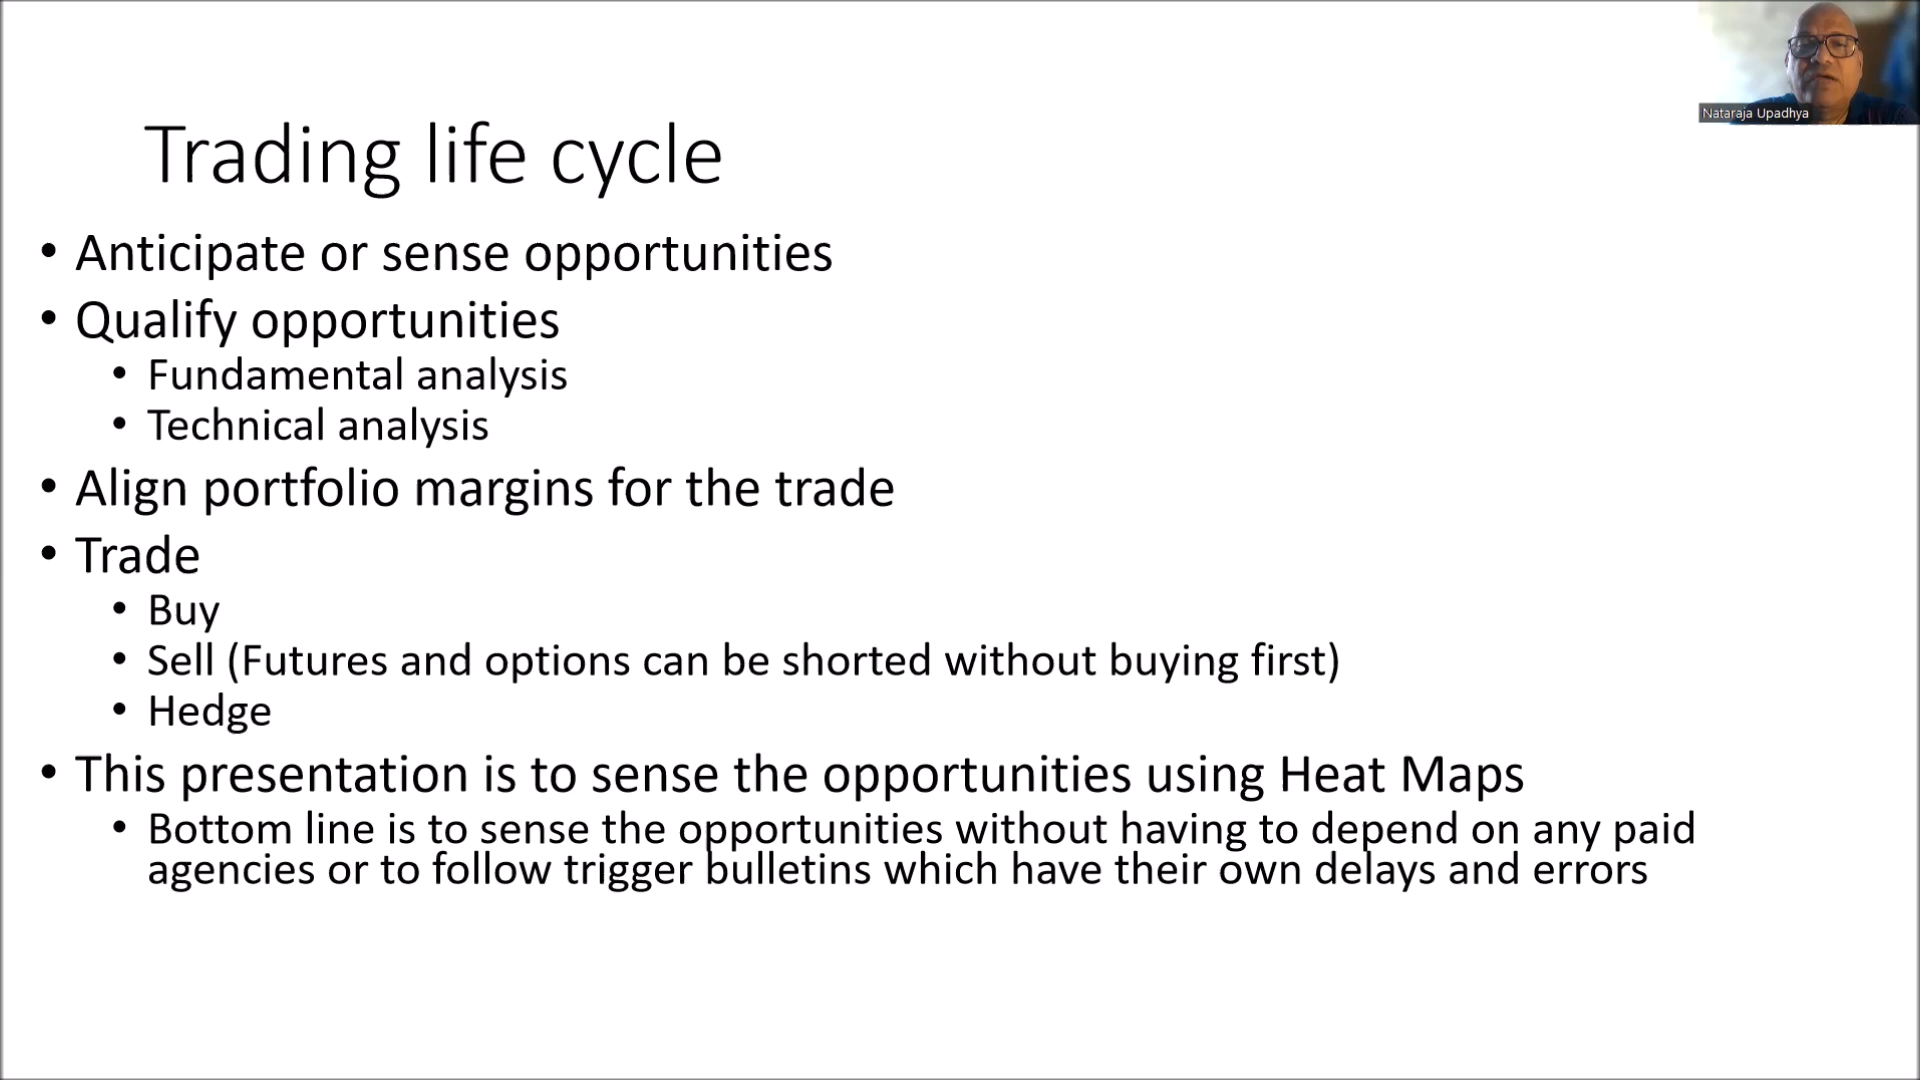 Nataraja Upadhya
Trading life cycle
• Anticipate or sense opportunities
• Qualify opportunities
• Fundamental analysis
• Technical analysis
• Align portfolio margins for the trade
• Trade
• Buy
• Sell (Futures and options can be shorted without buying first)
• Hedge
• This presentation is to sense the opportunities using Heat Maps
• Bottom line is to sense the opportunities without having to depend on any paid
agencies or to follow trigger bulletins which have their own delays and errors